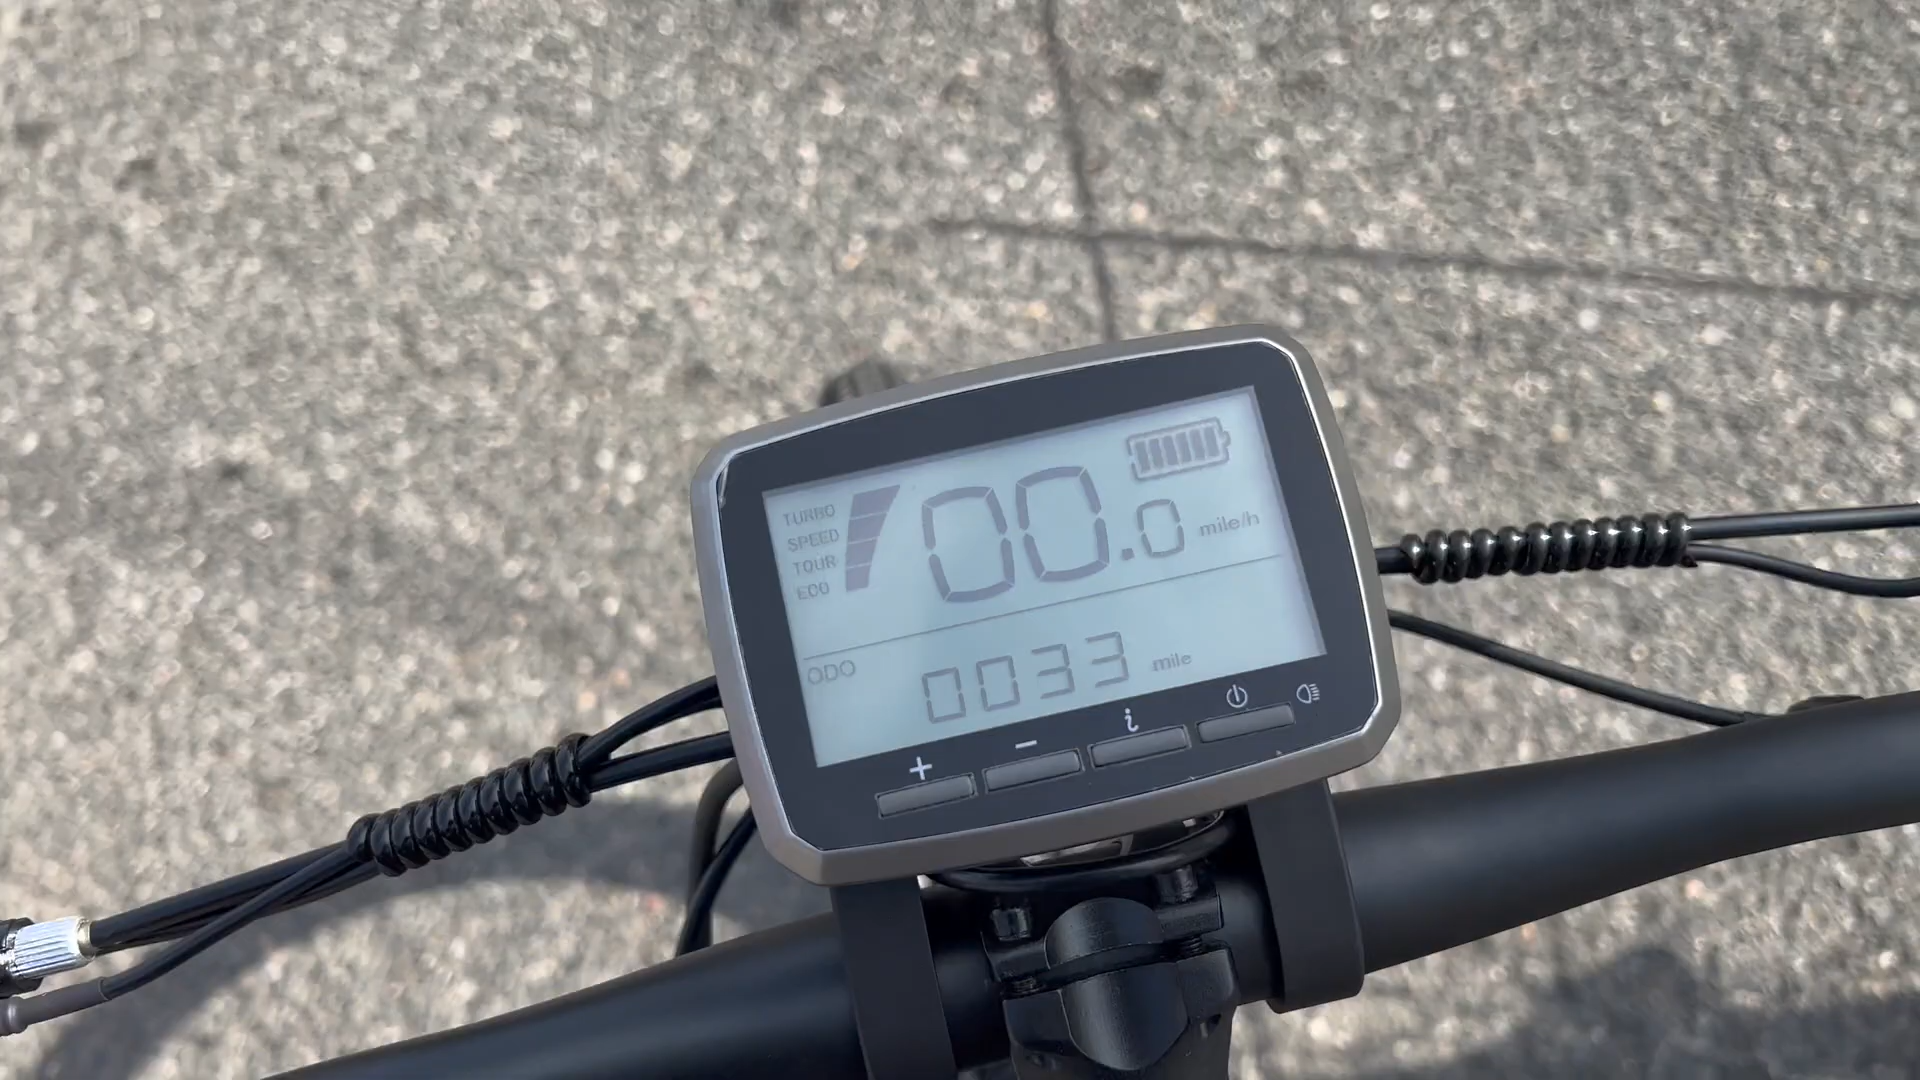 TURBO
SPEED
TOUR
ECO
00.0 mile/h
ODO 0033 mile
+ - i